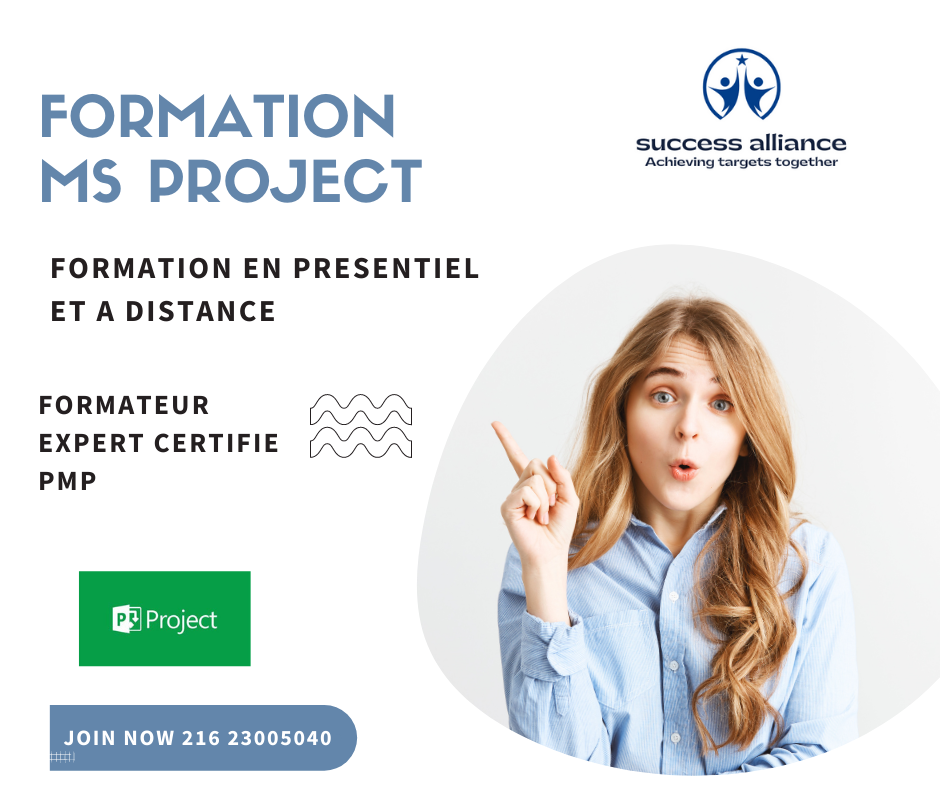 FORMATION
MS PROJECT
success alliance
Achieving targets together
FORMATION EN PRESENTIEL
ET A DISTANCE
FORMATEUR
EXPERT CERTIFIE
PMP
P Project
JOIN NOW 216 23005040